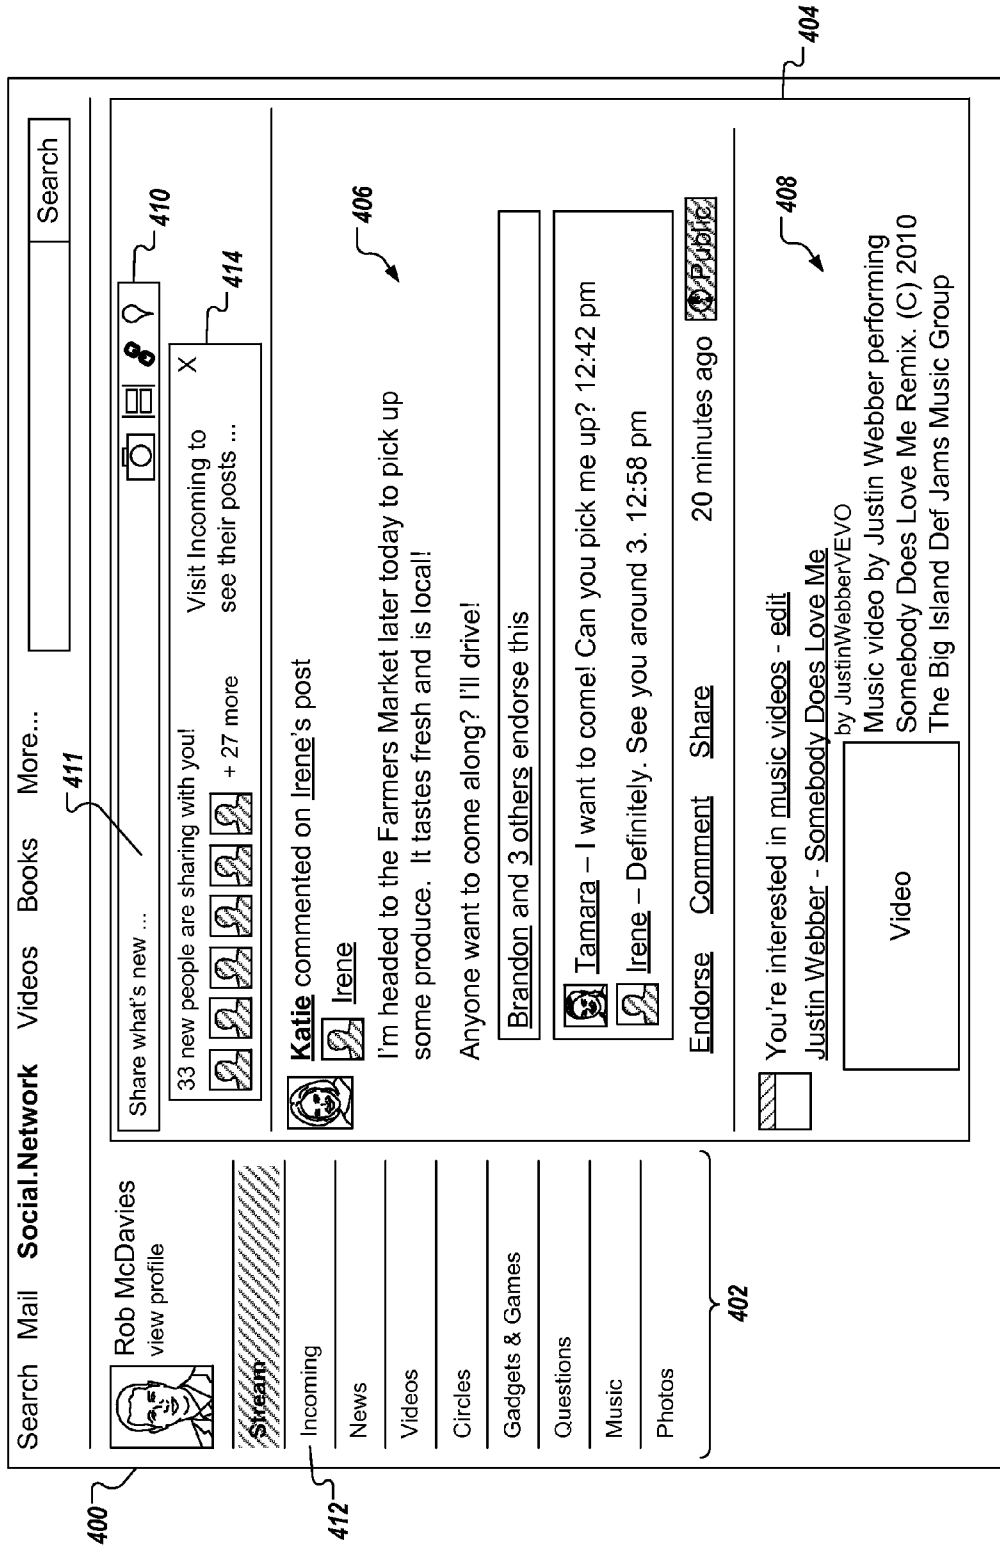 Search Mail Social.Network Videos Books More...
Search
400
Rob McDavies
view profile
Stream
Incoming
412
News
Videos
Circles
Gadgets & Games
Questions
Music
Photos
402
411
Share what's new ...
410
33 new people are sharing with you!
+ 27 more
Visit Incoming to
see their posts ...
X
414
404
406
Katie commented on Irene's post
Irene
I'm headed to the Farmers Market later today to pick up
some produce. It tastes fresh and is local!
Anyone want to come along? I'll drive!
Brandon and 3 others endorse this
Tamara – I want to come! Can you pick me up? 12:42 pm
Irene – Definitely. See you around 3. 12:58 pm
Endorse Comment Share 20 minutes ago Public
408
You're interested in music videos - edit
Justin Webber - Somebody Does Love Me
by JustinWebberVEVO
Video
Music video by Justin Webber performing
Somebody Does Love Me Remix. (C) 2010
The Big Island Def Jams Music Group